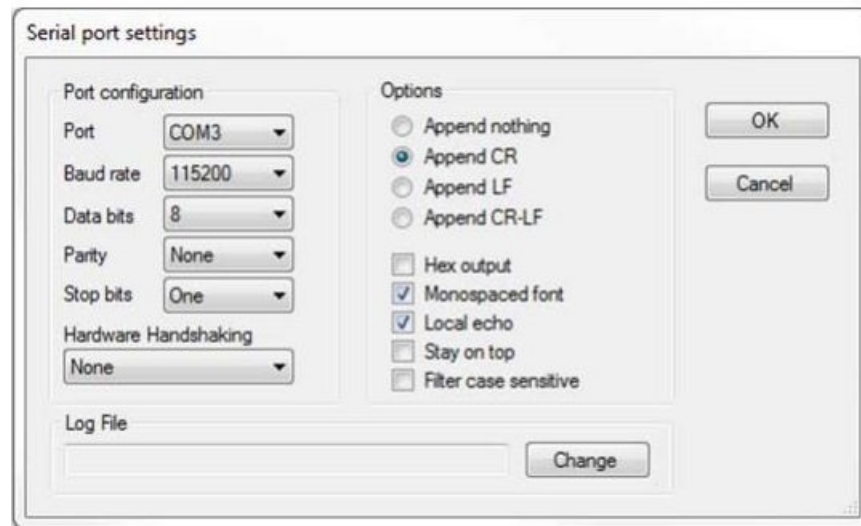 Serial port settings
Port configuration
Port COM3
Baud rate 115200
Data bits 8
Parity None
Stop bits One
Hardware Handshaking
None
Options
Append nothing
Append CR
Append LF
Append CR-LF
Hex output
Monospaced font
Local echo
Stay on top
Filter case sensitive
OK
Cancel
Log File
Change